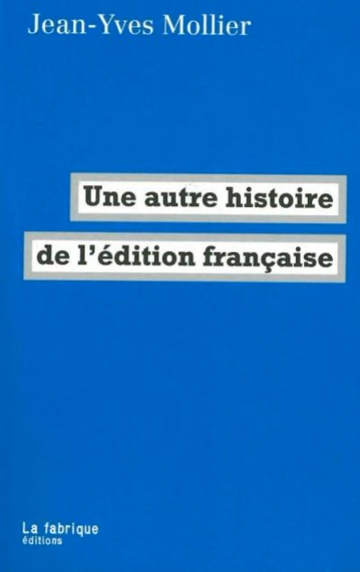 Jean-Yves Mollier
Une autre histoire
de l'édition française
La fabrique
éditions